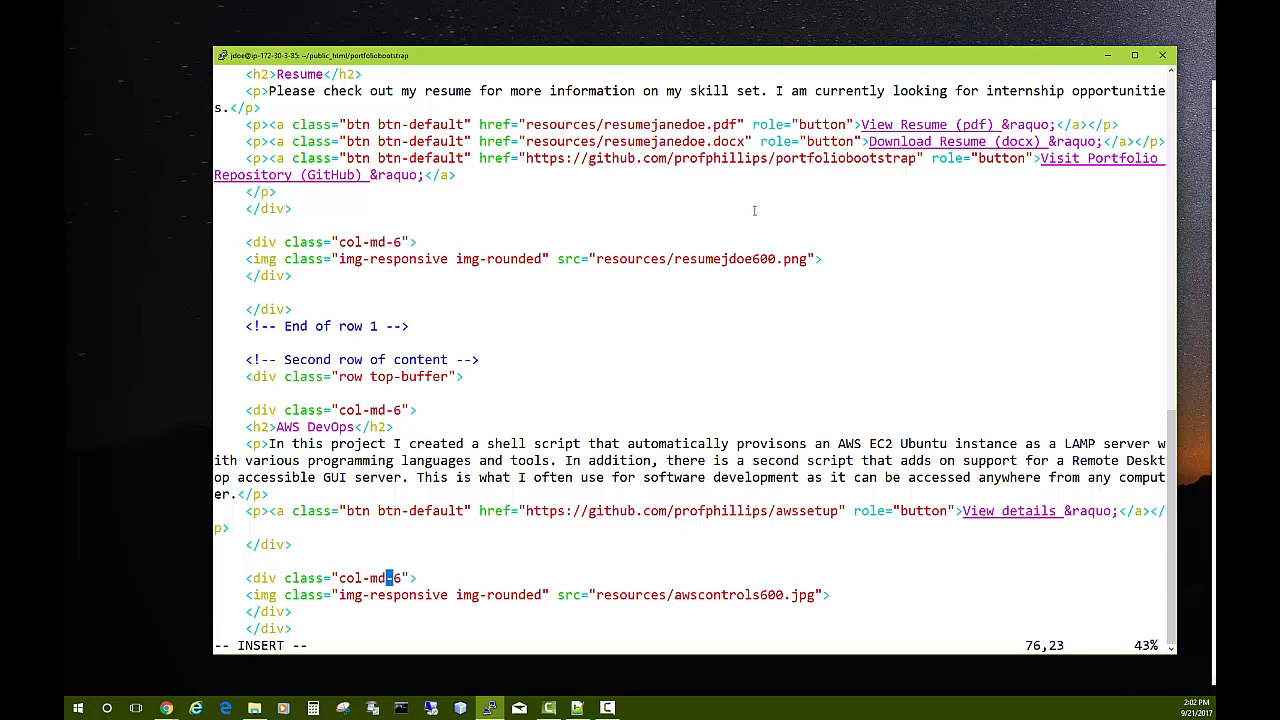 jdoe@ip-172-30-3-85: ~/public_html/portfoliobootstrap
<h2>Resume</h2>
<p>Please check out my resume for more information on my skill set. I am currently looking for internship opportunitie
s.</p>
<p><a class="btn btn-default" href="resources/resumejanedoe.pdf" role="button">View Resume (pdf) &raquo;</a></p>
<p><a class="btn btn-default" href="resources/resumejanedoe.docx" role="button">Download Resume (docx) &raquo;</a></p>
<p><a class="btn btn-default" href="https://github.com/profphillips/portfoliobootstrap" role="button">Visit Portfolio
Repository (GitHub) &raquo;</a>
</p>
</div>
<div class="col-md-6">
<img class="img-responsive img-rounded" src="resources/resumejdoe600.png">
</div>
</div>
<!-- End of row 1 -->
<!-- Second row of content -->
<div class="row top-buffer">
<div class="col-md-6">
<h2>AWS DevOps</h2>
<p>In this project I created a shell script that automatically provisons an AWS EC2 Ubuntu instance as a LAMP server w
ith various programming languages and tools. In addition, there is a second script that adds on support for a Remote Deskt
op accessible GUI server. This is what I often use for software development as it can be accessed anywhere from any comput
er.</p>
<p><a class="btn btn-default" href="https://github.com/profphillips/awssetup" role="button">View details &raquo;</a></
p>
</div>
<div class="col-md-6">
<img class="img-responsive img-rounded" src="resources/awscontrols600.jpg">
</div>
</div>
-- INSERT -- 76,23 43%
2:02 PM
9/21/2017